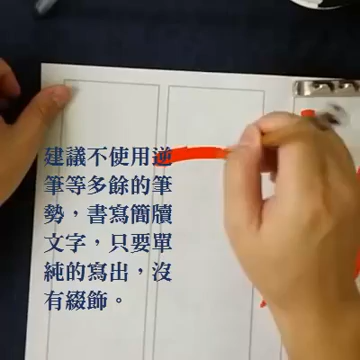 建議不使用逆
筆等多餘的筆
勢，書寫簡牘
文字，只要單
純的寫出，沒
有綴飾。